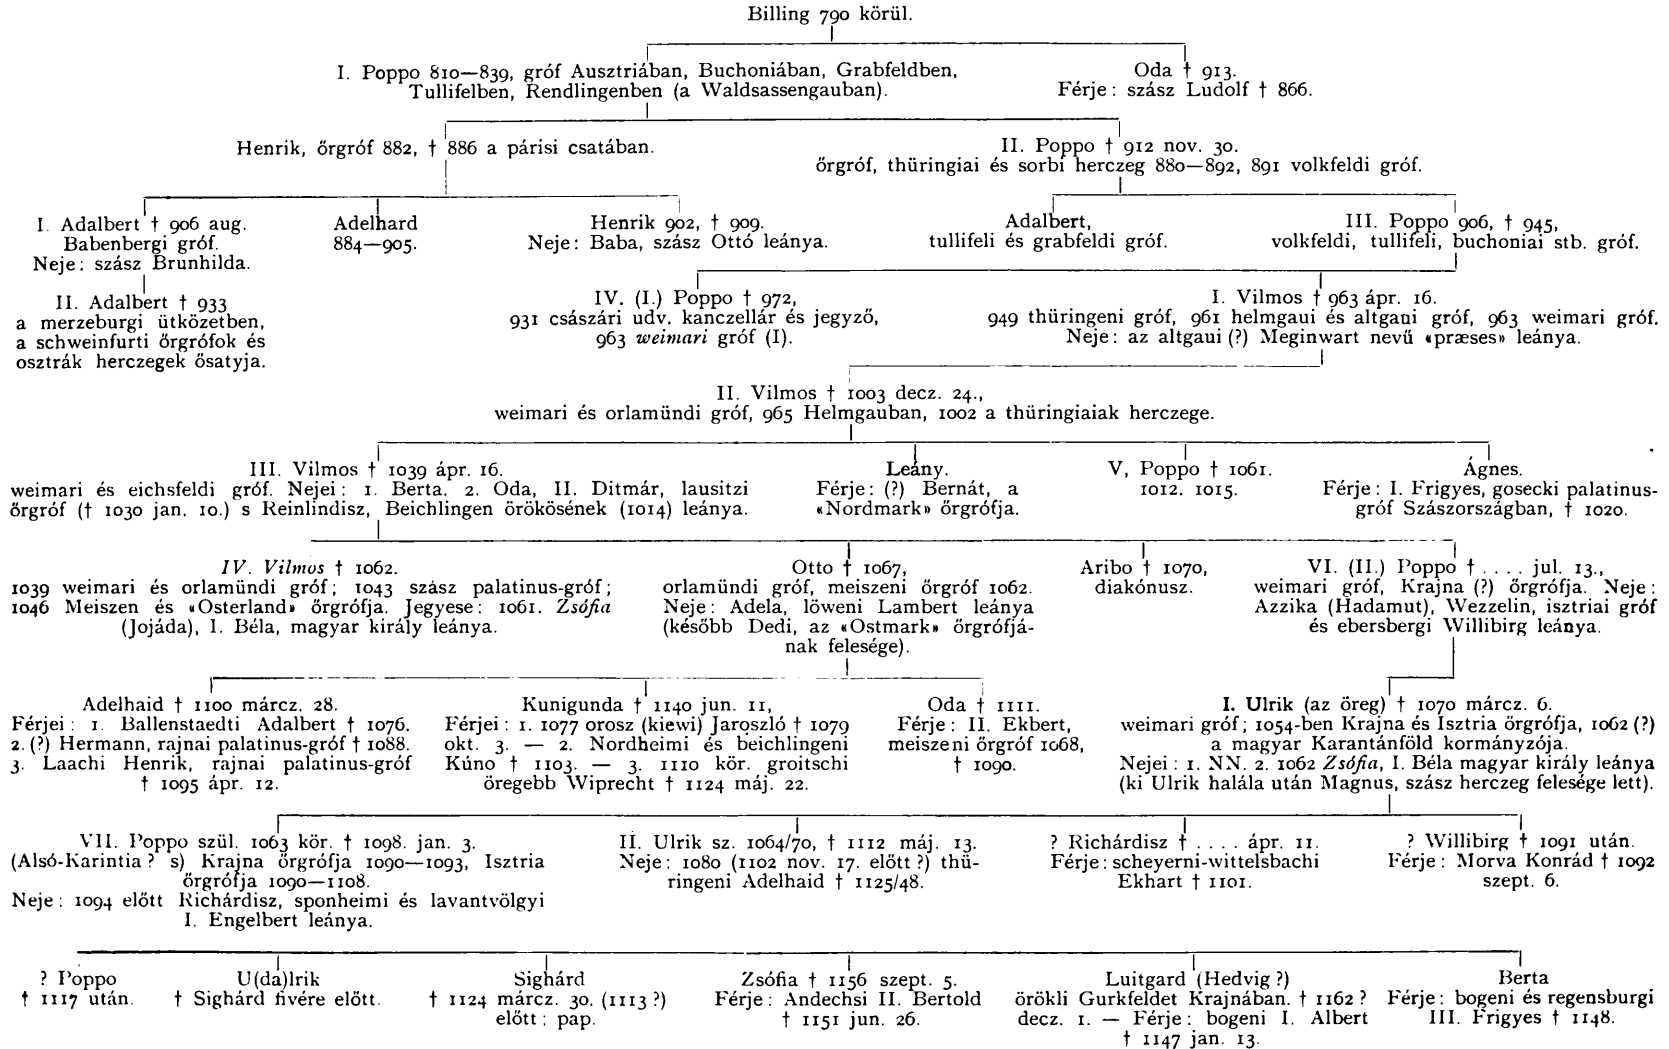 Billing 790 körül.
I. Poppo 810—839, gróf Ausztriában, Buchoniában, Grabfeldben,
Tullifelben, Rendlingenben (a Waldsassengauban).
Oda † 913.
Férje: szász Ludolf † 866.
Henrik, őrgróf 882, † 886 a párisi csatában.
II. Poppo † 912 nov. 30.
őrgróf, thüringiai és sorbi herczeg 880—892, 891 volkfeldi gróf.
I. Adalbert † 906 aug.
Babenbergi gróf.
Neje: szász Brunhilda.
Adelhard
884—905.
Henrik 902, † 909.
Neje: Baba, szász Ottó leánya.
Adalbert,
tullifeli és grabfeldi gróf.
III. Poppo 906, † 945,
volkfeldi, tullifeli, buchoniai stb. gróf.
II. Adalbert † 933
a merzeburgi ütközetben,
a schweinfurti őrgrófok és
osztrák herczegek ősatyja.
IV. (I.) Poppo † 972,
931 császári udv. kanczellár és jegyző,
963 weimari gróf (I).
I. Vilmos † 963 ápr. 16.
949 thüringeni gróf, 961 helmgaui és altgaui gróf, 963 weimari gróf.
Neje: az altgaui (?) Meginwart nevű «præses» leánya.
II. Vilmos † 1003 decz. 24.,
weimari és orlamündi gróf, 965 Helmgauban, 1002 a thüringiaiak herczege.
III. Vilmos † 1039 ápr. 16.
weimari és eichsfeldi gróf. Nejei: 1. Berta. 2. Oda, II. Ditmár, lausitzi
őrgróf († 1030 jan. 10.) s Reinlindisz, Beichlingen örökösének (1014) leánya.
Leány.
Férje: (?) Bernát, a
«Nordmark» őrgrófja.
V, Poppo † 1061.
1012. 1015.
Ágnes.
Férje: I. Frigyes, gosecki palatinus-
gróf Szászországban, † 1020.
IV. Vilmos † 1062.
1039 weimari és orlamündi gróf; 1043 szász palatinus-gróf;
1046 Meiszen és «Osterland» őrgrófja. Jegyese: 1061. Zsófia
(Jojáda), I. Béla, magyar király leánya.
Otto † 1067,
orlamündi gróf, meiszeni őrgróf 1062.
Neje: Adela, löweni Lambert leánya
(később Dedi, az «Ostmark» őrgrófjá-
nak felesége).
Aribo † 1070,
diakónusz.
VI. (II.) Poppo † .... jul. 13.,
weimari gróf, Krajna (?) őrgrófja. Neje:
Azzika (Hadamut), Wezzelin, isztriai gróf
és ebersbergi Willibirg leánya.
Adelhaid † 1100 márcz. 28.
Férjei: 1. Ballenstaedti Adalbert † 1076.
2. (?) Hermann, rajnai palatinus-gróf † 1088.
3. Laachi Henrik, rajnai palatinus-gróf
† 1095 ápr. 12.
Kunigunda † 1140 jun. 11,
Férjei: 1. 1077 orosz (kiewi) Jaroszló † 1079
okt. 3. — 2. Nordheimi és beichlingeni
Kúno † 1103. — 3. 1110 kör. groitschi
öregebb Wiprecht † 1124 máj. 22.
Oda † 1111.
Férje: II. Ekbert,
meiszeni őrgróf 1068,
† 1090.
I. Ulrik (az öreg) † 1070 márcz. 6.
weimari gróf; 1054-ben Krajna és Isztria őrgrófja, 1062 (?)
a magyar Karantánföld kormányzója.
Nejei: 1. NN. 2. 1062 Zsófia, I. Béla magyar király leánya
(ki Ulrik halála után Magnus, szász herczeg felesége lett).
VII. Poppo szül. 1063 kör. † 1098. jan. 3.
(Alsó-Karintia? s) Krajna őrgrófja 1090—1093, Isztria
őrgrófja 1090—1108.
Neje: 1094 előtt Richárdisz, sponheimi és lavantvölgyi
I. Engelbert leánya.
II. Ulrik sz. 1064/70, † 1112 máj. 13.
Neje: 1080 (1102 nov. 17. előtt?) thü-
ringeni Adelhaid † 1125/48.
? Richárdisz † .... ápr. 11.
Férje: scheyerni-wittelsbachi
Ekhart † 1101.
? Willibirg † 1091 után.
Férje: Morva Konrád † 1092
szept. 6.
? Poppo
† 1117 után.
U(da)lrik
† Sighárd fivére előtt.
Sighárd
† 1124 márcz. 30. (1113?)
előtt: pap.
Zsófia † 1156 szept. 5.
Férje: Andechsi II. Bertold
† 1151 jun. 26.
Luitgard (Hedvig?)
örökli Gurkfeldet Krajnában. † 1162?
decz. 1. — Férje: bogeni I. Albert
† 1147 jan. 13.
Berta
Férje: bogeni és regensburgi
III. Frigyes † 1148.